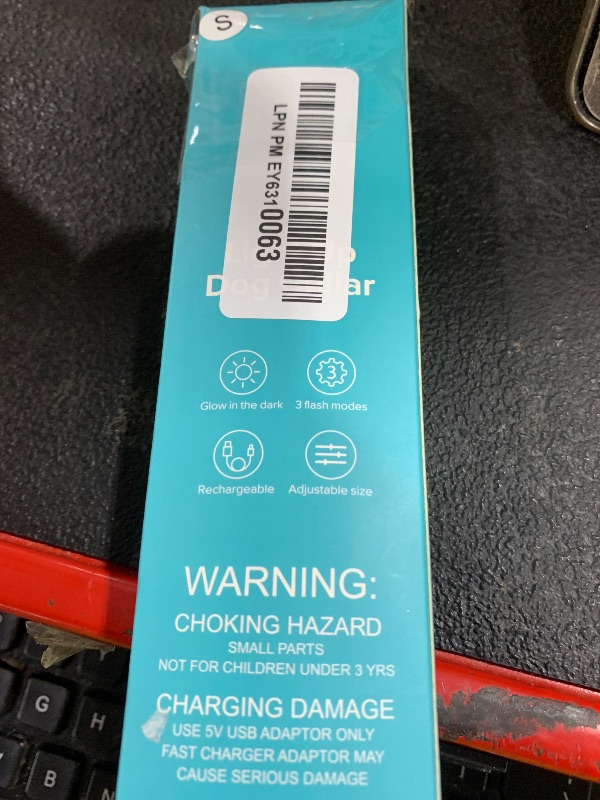 S
LPN PM EY6310063
Dog
Glow in the dark
3
3 flash modes
Rechargeable
Adjustable size
WARNING:
CHOKING HAZARD
SMALL PARTS
NOT FOR CHILDREN UNDER 3 YRS
CHARGING DAMAGE
USE 5V USB ADAPTOR ONLY
FAST CHARGER ADAPTOR MAY
CAUSE SERIOUS DAMAGE
G
H
B
N